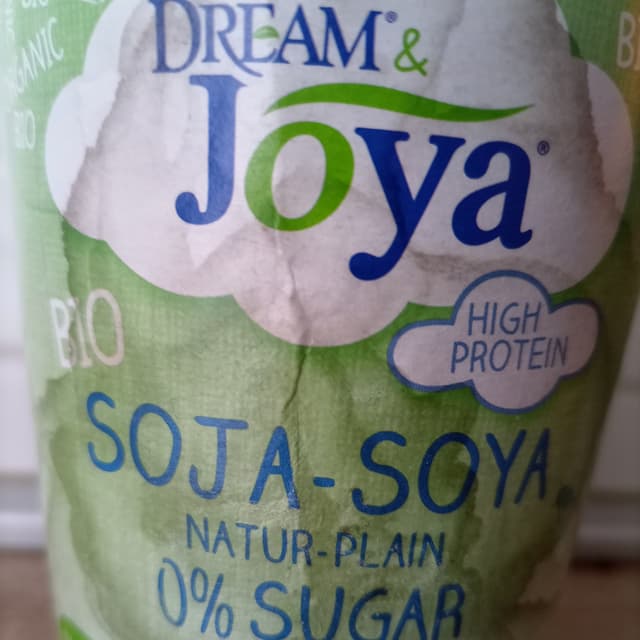 DREAM® &
Joya®
BiO
HIGH
PROTEIN
SOJA-SOYA
NATUR-PLAIN
0% SUGAR